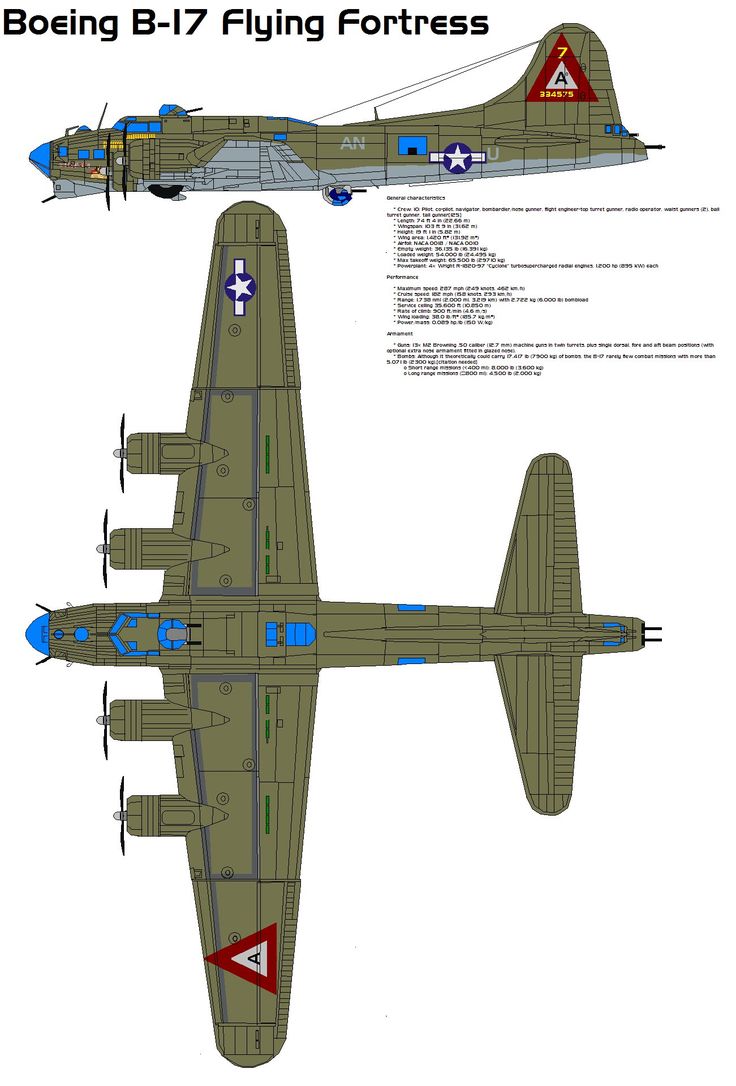 Boeing B-17 Flying Fortress
7
A
334575
AN
U
General characteristics
* Crew: 10: Pilot, co-pilot, navigator, bombardier/nose gunner, flight engineer-top turret gunner, radio operator, waist gunners (2), ball
turret gunner, tail gunner[125]
* Length: 74 ft 4 in (22.66 m)
* Wingspan: 103 ft 9 in (31.62 m)
* Height: 19 ft 1 in (5.82 m)
* Wing area: 1,420 ft² (131.92 m²)
* Airfoil: NACA 0018 / NACA 0010
* Empty weight: 36,135 lb (16,391 kg)
* Loaded weight: 54,000 lb (24,495 kg)
* Max takeoff weight: 65,500 lb (29,710 kg)
* Powerplant: 4× Wright R-1820-97 "Cyclone" turbosupercharged radial engines, 1,200 hp (895 kW) each
Performance
* Maximum speed: 287 mph (249 knots, 462 km/h)
* Cruise speed: 182 mph (158 knots, 293 km/h)
* Range: 1,738 nmi (2,000 mi, 3,219 km) with 2,722 kg (6,000 lb) bombload
* Service ceiling 35,600 ft (10,850 m)
* Rate of climb: 900 ft/min (4.6 m/s)
* Wing loading: 38.0 lb/ft² (185.7 kg/m²)
* Power/mass: 0.089 hp/lb (150 W/kg)
Armament
* Guns: 13× M2 Browning .50 caliber (12.7 mm) machine guns in twin turrets, plus single dorsal, fore and aft beam positions (with
optional extra nose armament fitted in glazed nose).
* Bombs: Although it theoretically could carry 17,417 lb (7900 kg) of bombs, the B-17 rarely flew combat missions with more than
5,071 lb (2300 kg).[citation needed]
o Short range missions (<400 mi): 8,000 lb (3,600 kg)
o Long range missions (≈800 mi): 4,500 lb (2,000 kg)
A